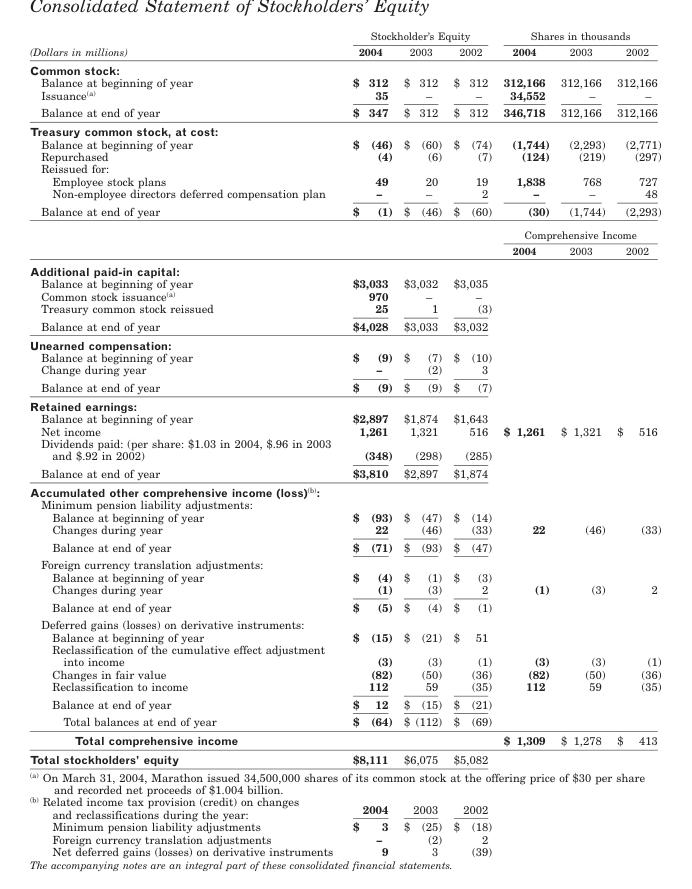 Consolidated Statement of Stockholders' Equity
Stockholder's Equity Shares in thousands
(Dollars in millions) 2004 2003 2002 2004 2003 2002
Common stock:
Balance at beginning of year $ 312 $ 312 $ 312 312,166 312,166 312,166
Issuance(a) 35 – – 34,552 – –
Balance at end of year $ 347 $ 312 $ 312 346,718 312,166 312,166
Treasury common stock, at cost:
Balance at beginning of year $ (46) $ (60) $ (74) (1,744) (2,293) (2,771)
Repurchased (4) (6) (7) (124) (219) (297)
Reissued for:
Employee stock plans 49 20 19 1,838 768 727
Non-employee directors deferred compensation plan – – 2 – – 48
Balance at end of year $ (1) $ (46) $ (60) (30) (1,744) (2,293)
Comprehensive Income
2004 2003 2002
Additional paid-in capital:
Balance at beginning of year $3,033 $3,032 $3,035
Common stock issuance(a) 970 – –
Treasury common stock reissued 25 1 (3)
Balance at end of year $4,028 $3,033 $3,032
Unearned compensation:
Balance at beginning of year $ (9) $ (7) $ (10)
Change during year – (2) 3
Balance at end of year $ (9) $ (9) $ (7)
Retained earnings:
Balance at beginning of year $2,897 $1,874 $1,643
Net income 1,261 1,321 516 $ 1,261 $ 1,321 $ 516
Dividends paid: (per share: $1.03 in 2004, $.96 in 2003
and $.92 in 2002) (348) (298) (285)
Balance at end of year $3,810 $2,897 $1,874
Accumulated other comprehensive income (loss)(b):
Minimum pension liability adjustments:
Balance at beginning of year $ (93) $ (47) $ (14)
Changes during year 22 (46) (33) 22 (46) (33)
Balance at end of year $ (71) $ (93) $ (47)
Foreign currency translation adjustments:
Balance at beginning of year $ (4) $ (1) $ (3)
Changes during year (1) (3) 2 (1) (3) 2
Balance at end of year $ (5) $ (4) $ (1)
Deferred gains (losses) on derivative instruments:
Balance at beginning of year $ (15) $ (21) $ 51
Reclassification of the cumulative effect adjustment
into income (3) (3) (1) (3) (3) (1)
Changes in fair value (82) (50) (36) (82) (50) (36)
Reclassification to income 112 59 (35) 112 59 (35)
Balance at end of year $ 12 $ (15) $ (21)
Total balances at end of year $ (64) $ (112) $ (69)
Total comprehensive income $ 1,309 $ 1,278 $ 413
Total stockholders' equity $8,111 $6,075 $5,082
(a) On March 31, 2004, Marathon issued 34,500,000 shares of its common stock at the offering price of $30 per share
and recorded net proceeds of $1.004 billion.
(b) Related income tax provision (credit) on changes
and reclassifications during the year: 2004 2003 2002
Minimum pension liability adjustments $ 3 $ (25) $ (18)
Foreign currency translation adjustments – (2) 2
Net deferred gains (losses) on derivative instruments 9 3 (39)
The accompanying notes are an integral part of these consolidated financial statements.